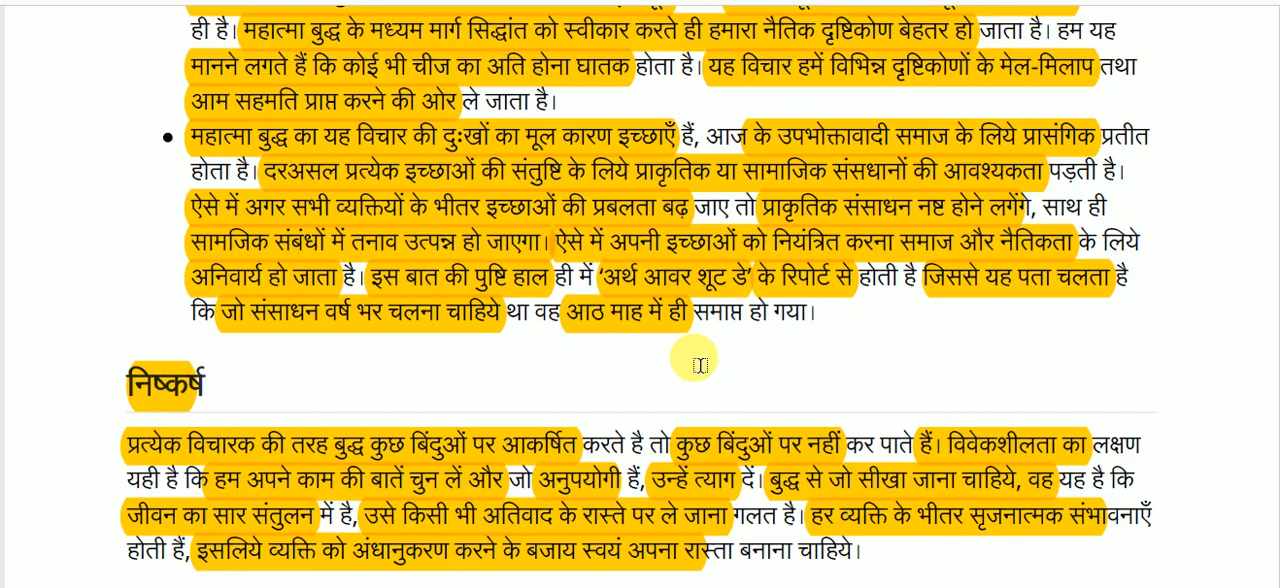 ही है। महात्मा बुद्ध के मध्यम मार्ग सिद्धांत को स्वीकार करते ही हमारा नैतिक दृष्टिकोण बेहतर हो जाता है। हम यह
मानने लगते हैं कि कोई भी चीज का अति होना घातक होता है। यह विचार हमें विभिन्न दृष्टिकोणों के मेल-मिलाप तथा
आम सहमति प्राप्त करने की ओर ले जाता है।
• महात्मा बुद्ध का यह विचार की दुःखों का मूल कारण इच्छाएँ हैं, आज के उपभोक्तावादी समाज के लिये प्रासंगिक प्रतीत
होता है। दरअसल प्रत्येक इच्छाओं की संतुष्टि के लिये प्राकृतिक या सामाजिक संसधानों की आवश्यकता पड़ती है।
ऐसे में अगर सभी व्यक्तियों के भीतर इच्छाओं की प्रबलता बढ़ जाए तो प्राकृतिक संसाधन नष्ट होने लगेंगे, साथ ही
सामजिक संबंधों में तनाव उत्पन्न हो जाएगा। ऐसे में अपनी इच्छाओं को नियंत्रित करना समाज और नैतिकता के लिये
अनिवार्य हो जाता है। इस बात की पुष्टि हाल ही में ‘अर्थ आवर शूट डे’ के रिपोर्ट से होती है जिससे यह पता चलता है
कि जो संसाधन वर्ष भर चलना चाहिये था वह आठ माह में ही समाप्त हो गया।
निष्कर्ष
प्रत्येक विचारक की तरह बुद्ध कुछ बिंदुओं पर आकर्षित करते है तो कुछ बिंदुओं पर नहीं कर पाते हैं। विवेकशीलता का लक्षण
यही है कि हम अपने काम की बातें चुन लें और जो अनुपयोगी हैं, उन्हें त्याग दें। बुद्ध से जो सीखा जाना चाहिये, वह यह है कि
जीवन का सार संतुलन में है, उसे किसी भी अतिवाद के रास्ते पर ले जाना गलत है। हर व्यक्ति के भीतर सृजनात्मक संभावनाएँ
होती हैं, इसलिये व्यक्ति को अंधानुकरण करने के बजाय स्वयं अपना रास्ता बनाना चाहिये।